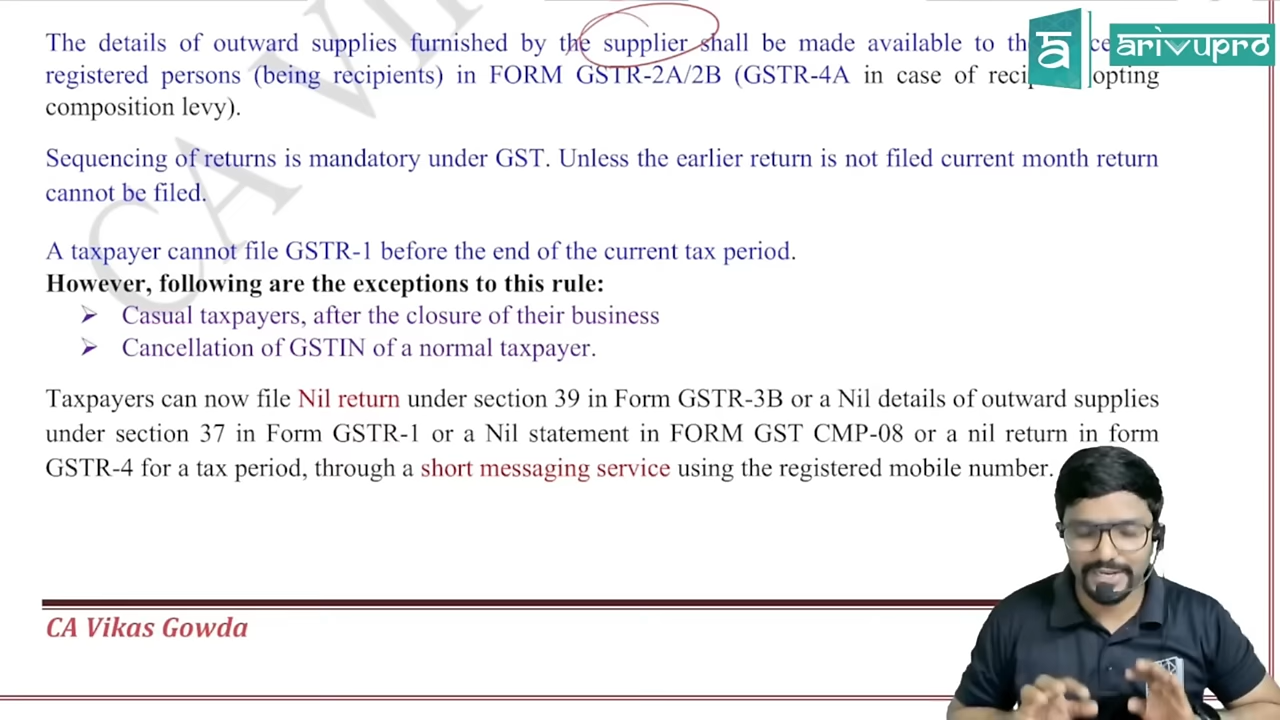 The details of outward supplies furnished by the supplier shall be made available to the
registered persons (being recipients) in FORM GSTR-2A/2B (GSTR-4A in case of opting
composition levy).
Sequencing of returns is mandatory under GST. Unless the earlier return is not filed current month return
cannot be filed.
A taxpayer cannot file GSTR-1 before the end of the current tax period.
However, following are the exceptions to this rule:
➢ Casual taxpayers, after the closure of their business
➢ Cancellation of GSTIN of a normal taxpayer.
Taxpayers can now file Nil return under section 39 in Form GSTR-3B or a Nil details of outward supplies
under section 37 in Form GSTR-1 or a Nil statement in FORM GST CMP-08 or a nil return in form
GSTR-4 for a tax period, through a short messaging service using the registered mobile number.
CA Vikas Gowda
arivupro
CA VI